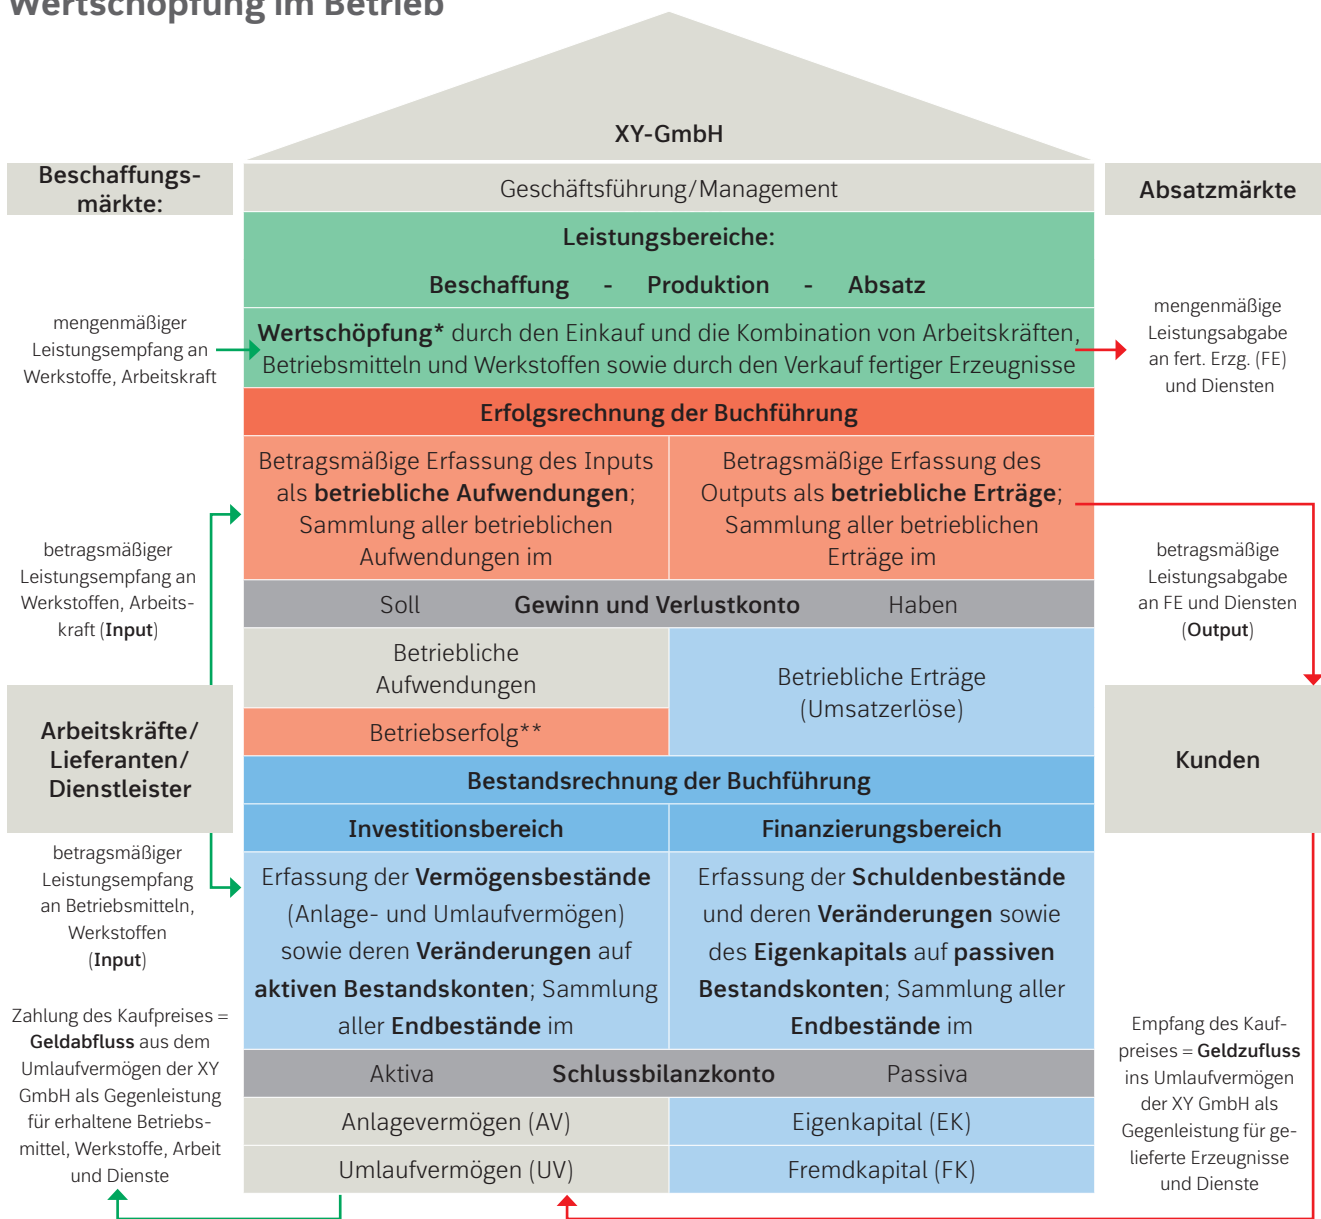 Wertschöpfung im Betrieb
XY-GmbH
Beschaffungs-
märkte:
Geschäftsführung/Management
Absatzmärkte
Leistungsbereiche:
Beschaffung - Produktion - Absatz
mengenmäßiger
Leistungsempfang an
Werkstoffe, Arbeitskraft
Wertschöpfung* durch den Einkauf und die Kombination von Arbeitskräften,
Betriebsmitteln und Werkstoffen sowie durch den Verkauf fertiger Erzeugnisse
mengenmäßige
Leistungsabgabe
an fert. Erzg. (FE)
und Diensten
Erfolgsrechnung der Buchführung
Betragsmäßige Erfassung des Inputs
als betriebliche Aufwendungen;
Sammlung aller betrieblichen
Aufwendungen im
Betragsmäßige Erfassung des
Outputs als betriebliche Erträge;
Sammlung aller betrieblichen
Erträge im
betragsmäßiger
Leistungsempfang an
Werkstoffen, Arbeits-
kraft (Input)
betragsmäßige
Leistungsabgabe
an FE und Diensten
(Output)
Soll Gewinn und Verlustkonto Haben
Betriebliche
Aufwendungen
Betriebserfolg**
Betriebliche Erträge
(Umsatzerlöse)
Arbeitskräfte/
Lieferanten/
Dienstleister
Kunden
Bestandsrechnung der Buchführung
Investitionsbereich
Finanzierungsbereich
betragsmäßiger
Leistungsempfang
an Betriebsmitteln,
Werkstoffen
(Input)
Erfassung der Vermögensbestände
(Anlage- und Umlaufvermögen)
sowie deren Veränderungen auf
aktiven Bestandskonten; Sammlung
aller Endbestände im
Erfassung der Schuldenbestände
und deren Veränderungen sowie
des Eigenkapitals auf passiven
Bestandskonten; Sammlung aller
Endbestände im
Zahlung des Kaufpreises =
Geldabfluss aus dem
Umlaufvermögen der XY
GmbH als Gegenleistung
für erhaltene Betriebs-
mittel, Werkstoffe, Arbeit
und Dienste
Empfang des Kauf-
preises = Geldzufluss
ins Umlaufvermögen
der XY GmbH als
Gegenleistung für ge-
lieferte Erzeugnisse
und Dienste
Aktiva Schlussbilanzkonto Passiva
Anlagevermögen (AV)
Eigenkapital (EK)
Umlaufvermögen (UV)
Fremdkapital (FK)